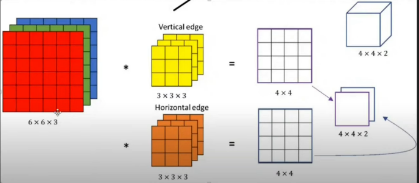 Vertical edge
*
3 × 3 × 3
=
4 × 4
4 × 4 × 2
6 × 6 × 3
Horizontal edge
*
3 × 3 × 3
=
4 × 4
4 × 4 × 2